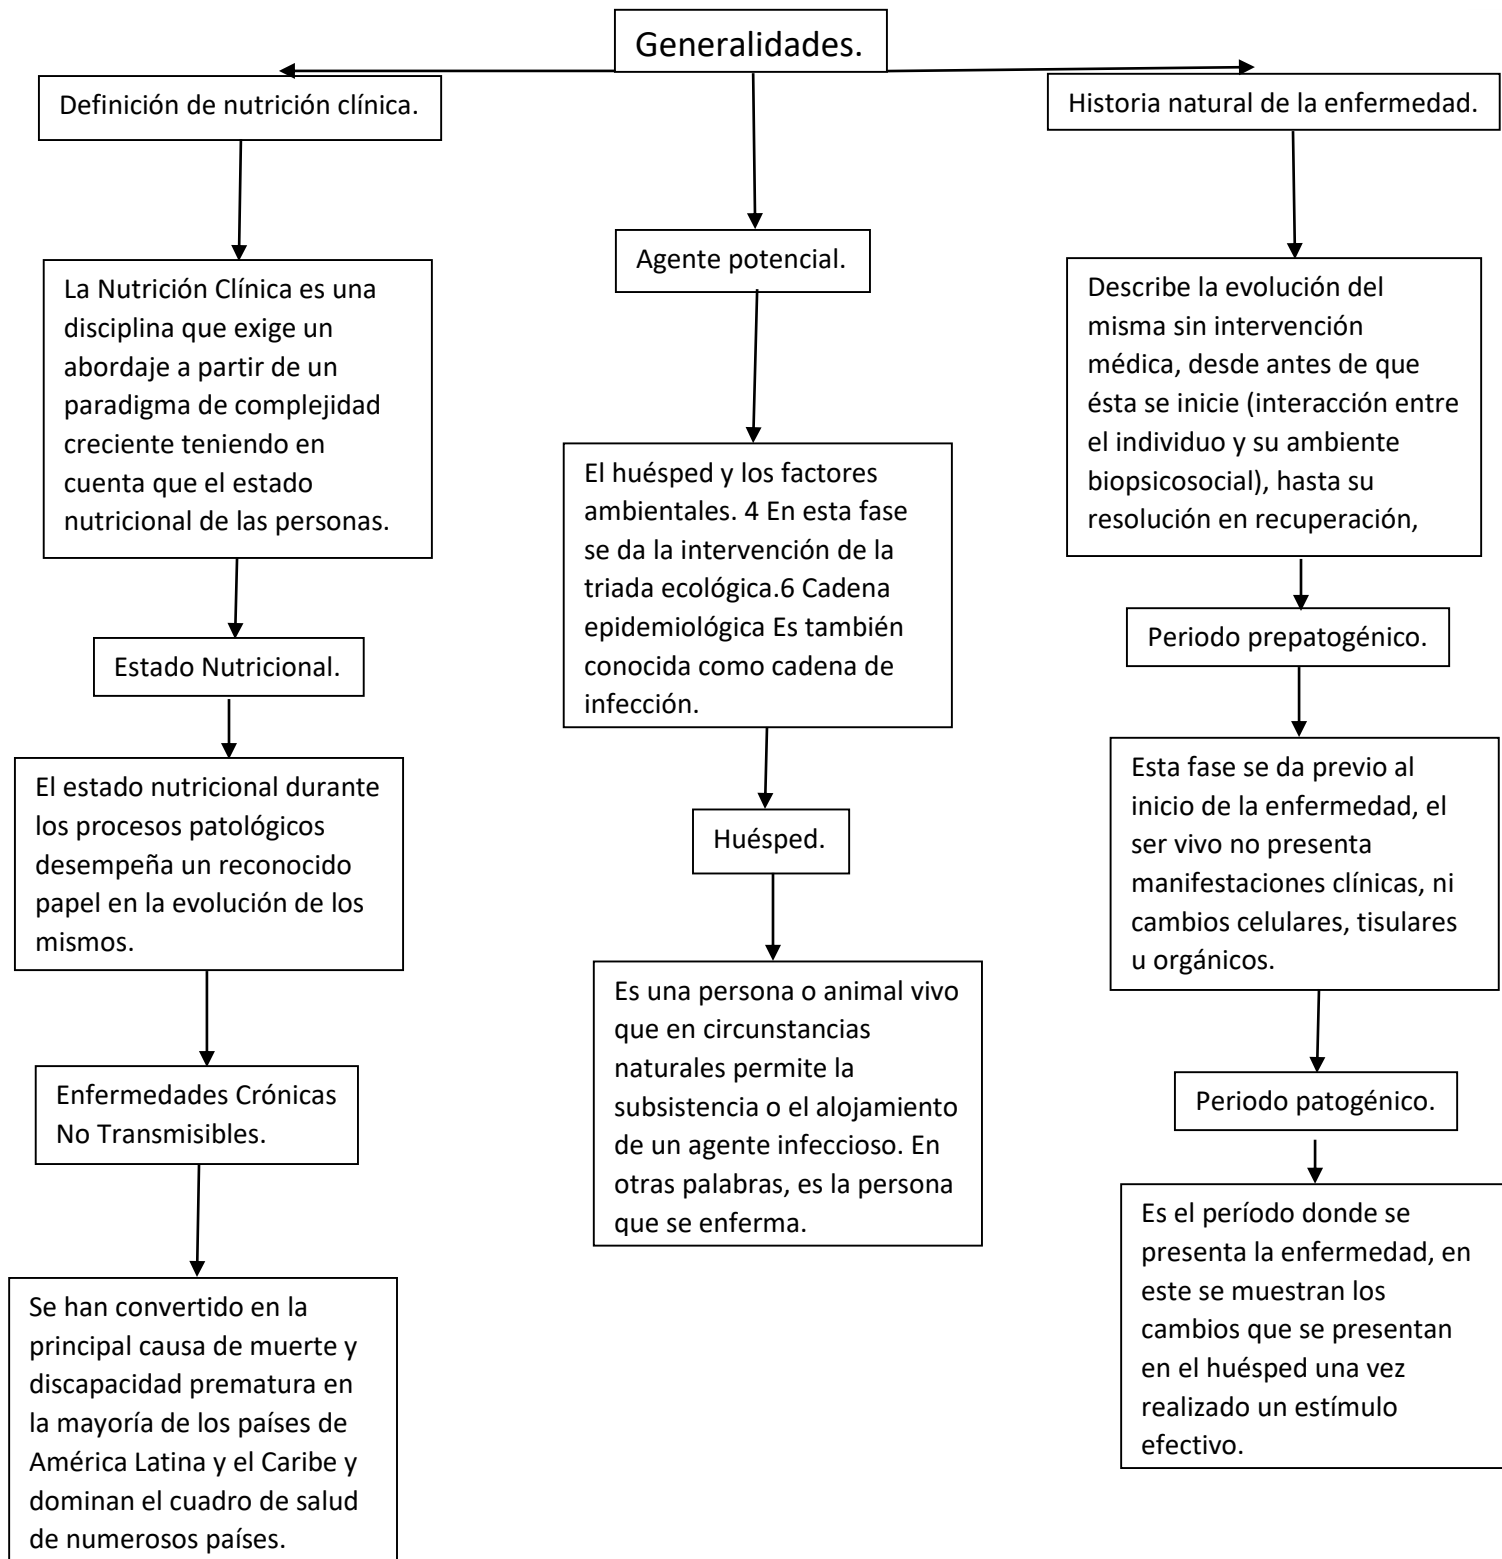 Generalidades.
Definición de nutrición clínica.
La Nutrición Clínica es una
disciplina que exige un
abordaje a partir de un
paradigma de complejidad
creciente teniendo en
cuenta que el estado
nutricional de las personas.
Estado Nutricional.
El estado nutricional durante
los procesos patológicos
desempeña un reconocido
papel en la evolución de los
mismos.
Enfermedades Crónicas
No Transmisibles.
Se han convertido en la
principal causa de muerte y
discapacidad prematura en
la mayoría de los países de
América Latina y el Caribe y
dominan el cuadro de salud
de numerosos países.
Agente potencial.
El huésped y los factores
ambientales. 4 En esta fase
se da la intervención de la
triada ecológica.6 Cadena
epidemiológica Es también
conocida como cadena de
infección.
Huésped.
Es una persona o animal vivo
que en circunstancias
naturales permite la
subsistencia o el alojamiento
de un agente infeccioso. En
otras palabras, es la persona
que se enferma.
Historia natural de la enfermedad.
Describe la evolución del
misma sin intervención
médica, desde antes de que
ésta se inicie (interacción entre
el individuo y su ambiente
biopsicosocial), hasta su
resolución en recuperación,
Periodo prepatogénico.
Esta fase se da previo al
inicio de la enfermedad, el
ser vivo no presenta
manifestaciones clínicas, ni
cambios celulares, tisulares
u orgánicos.
Periodo patogénico.
Es el período donde se
presenta la enfermedad, en
este se muestran los
cambios que se presentan
en el huésped una vez
realizado un estímulo
efectivo.